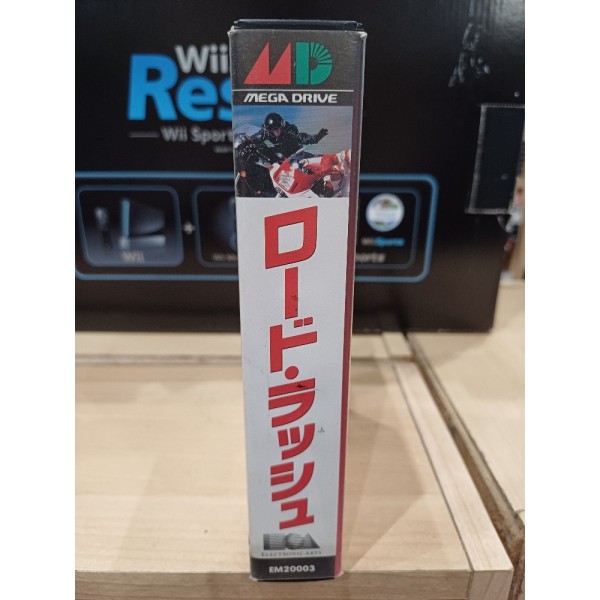 MD
MEGA DRIVE
ロード・ラッシュ
ELECTRONIC ARTS
EM20003
Wii
Res
Wii Sport
Wii
+